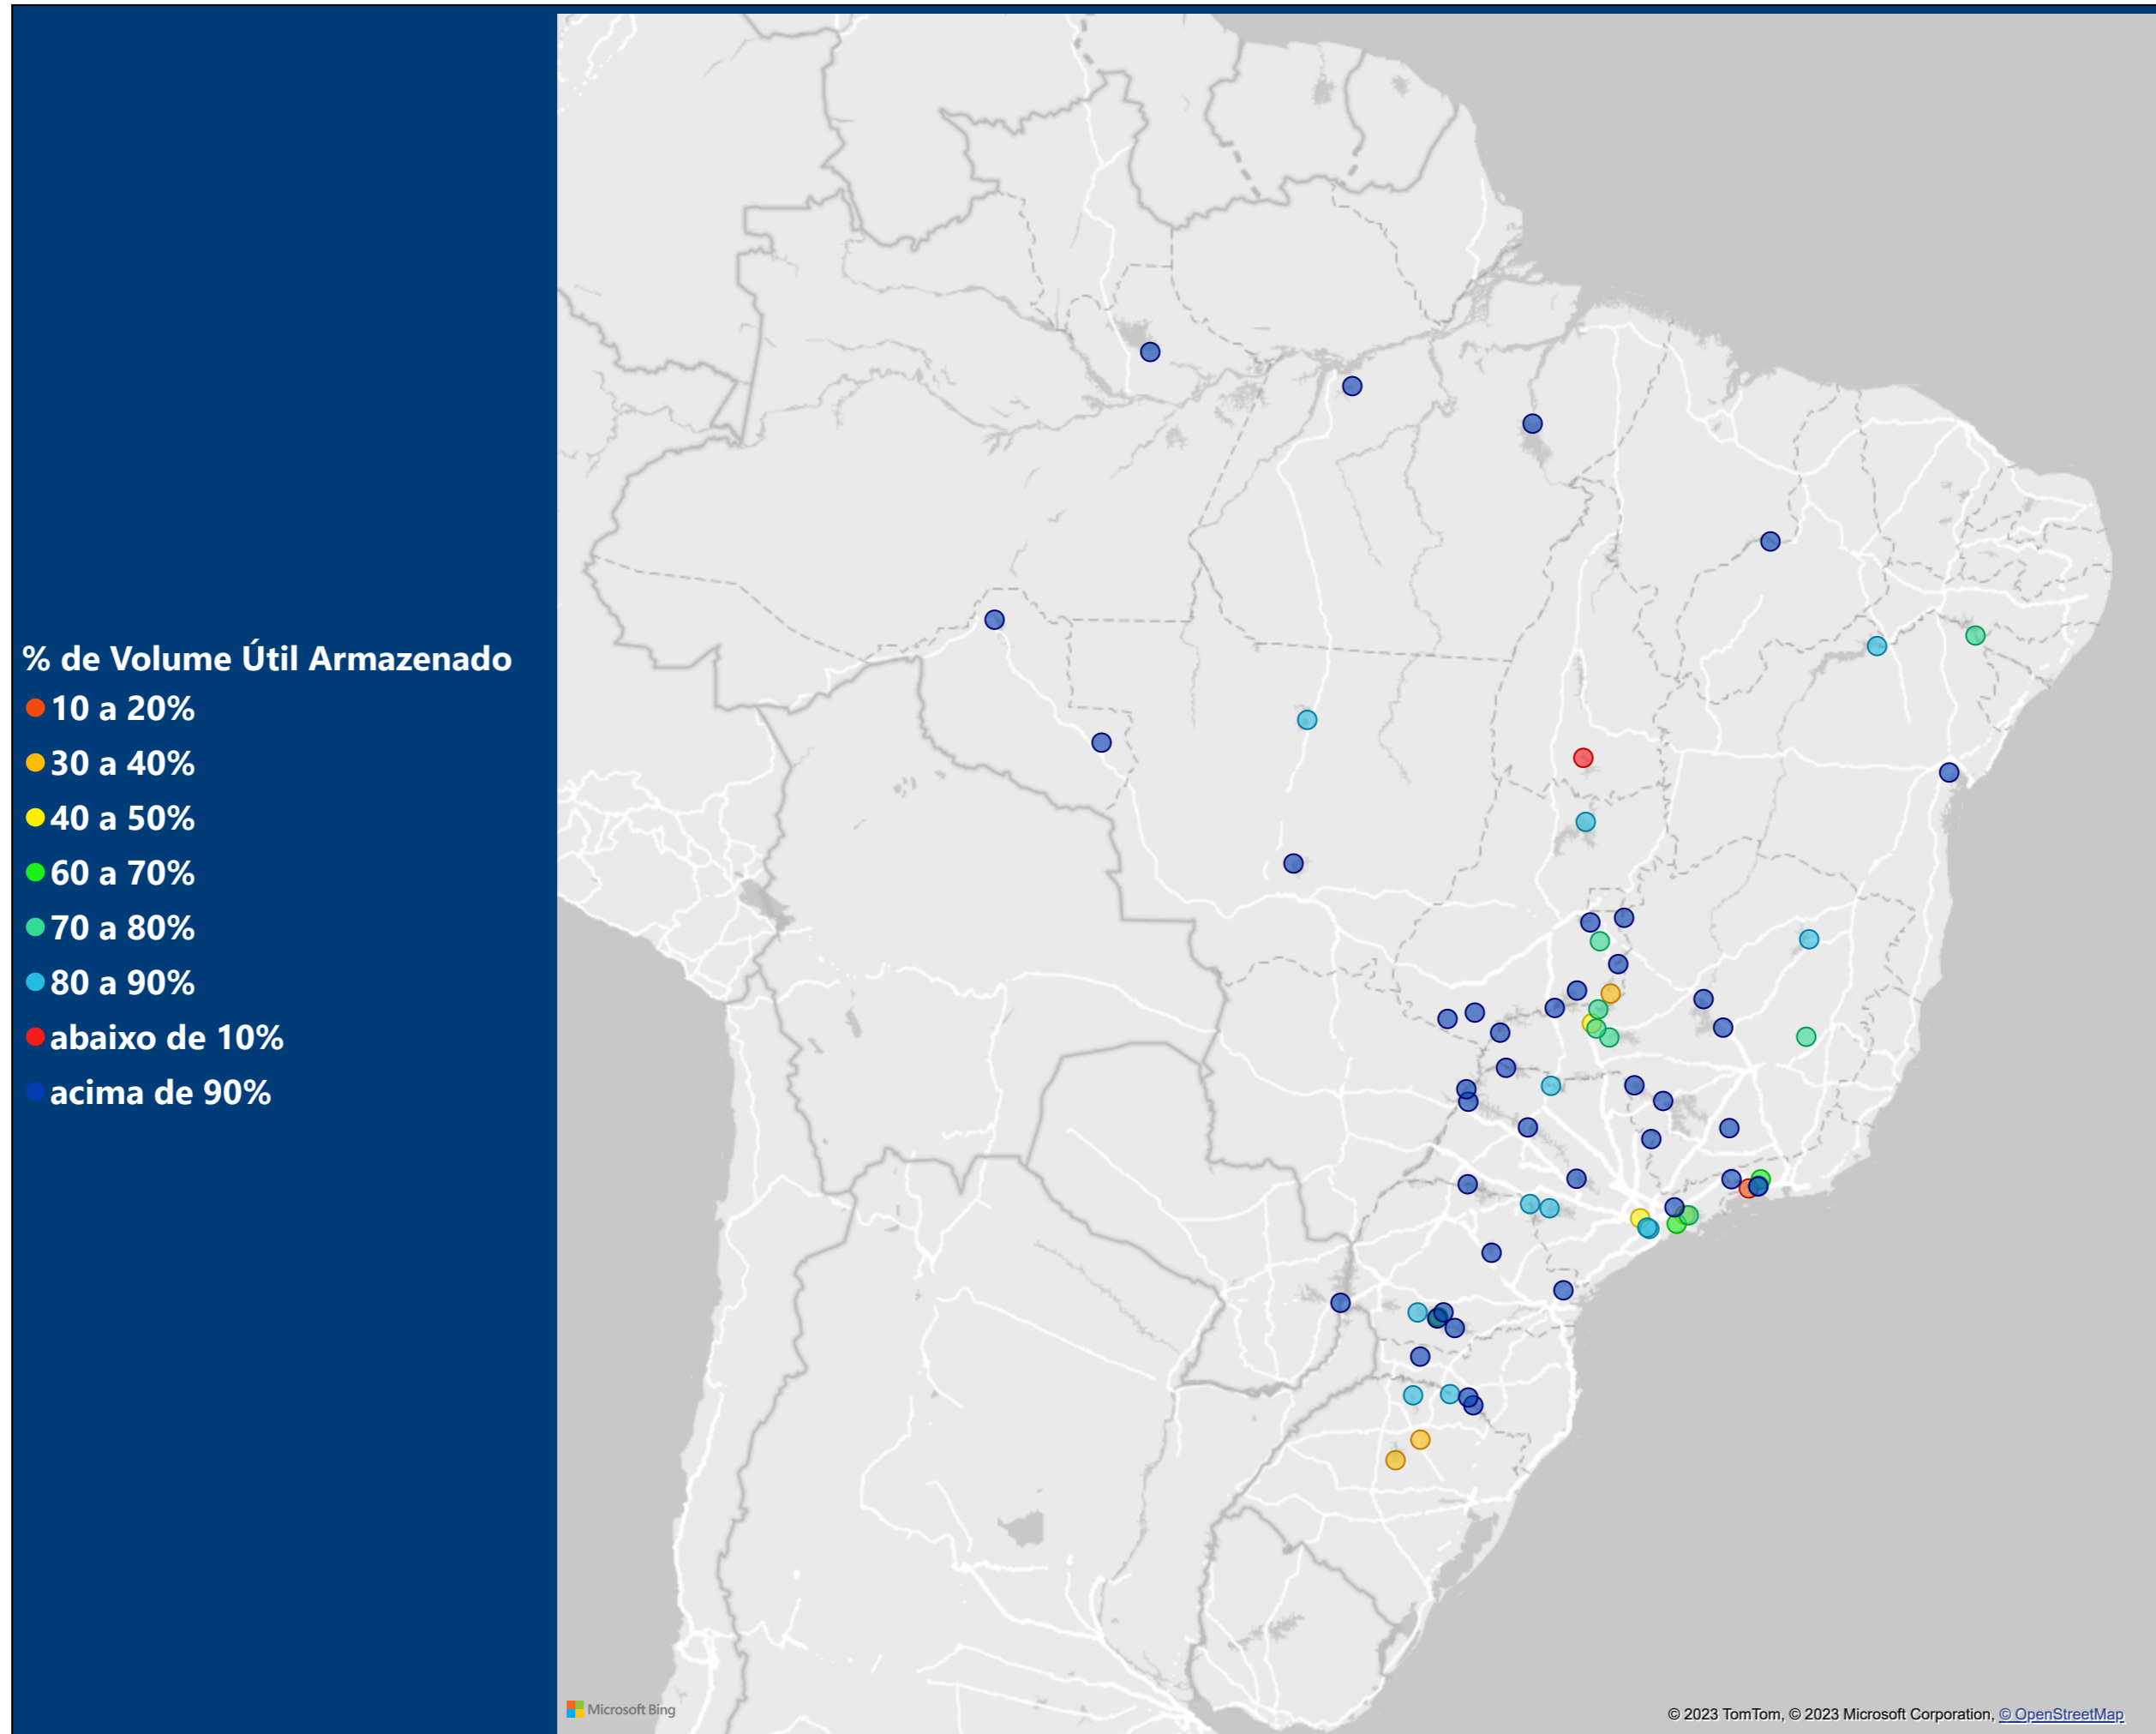 % de Volume Útil Armazenado
10 a 20%
30 a 40%
40 a 50%
60 a 70%
70 a 80%
80 a 90%
abaixo de 10%
acima de 90%
Microsoft Bing
© 2023 TomTom, © 2023 Microsoft Corporation, © OpenStreetMap